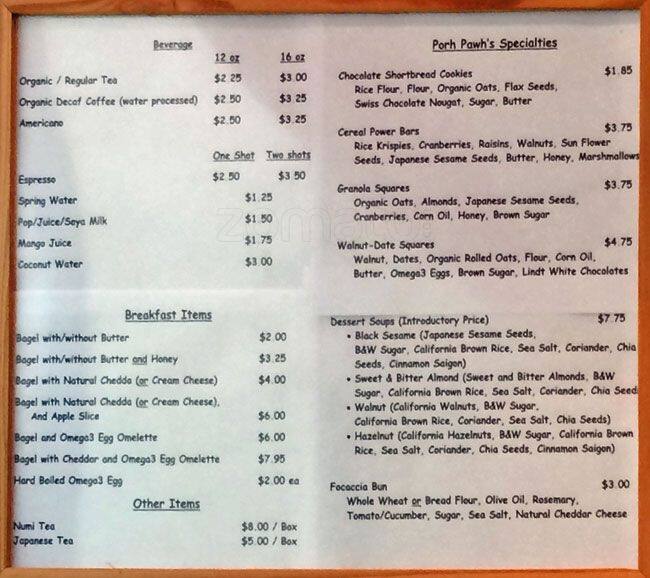 Beverage
12 oz 16 oz
Organic / Regular Tea $2 25 $3 00
Organic Decaf Coffee (water processed) $2.50 $3 25
Americano $2.50 $3.25
One Shot Two shots
Espresso $2 50 $3 50
Spring Water $1.25
Pop/Juice/Soya Milk $1.50
Mango Juice $1.75
Coconut Water $3.00
Breakfast Items
Bagel with/without Butter $2 00
Bagel with/without Butter and Honey $3.25
Bagel with Natural Chedda (or Cream Cheese) $4.00
Bagel with Natural Chedda (or Cream Cheese),
And Apple Slice $6.00
Bagel and Omega3 Egg Omelette $6.00
Bagel with Cheddar and Omega3 Egg Omelette $7.95
Hard Boiled Omega3 Egg $2.00 ea
Other Items
Numi Tea $8.00 / Box
Japanese Tea $5.00 / Box
Porh Pawh's Specialties
Chocolate Shortbread Cookies $1.85
Rice Flour, Flour, Organic Oats, Flax Seeds,
Swiss Chocolate Nougat, Sugar, Butter
Cereal Power Bars $3.75
Rice Krispies, Cranberries, Raisins, Walnuts, Sun Flower
Seeds, Japanese Sesame Seeds, Butter, Honey, Marshmallows
Granola Squares $3.75
Organic Oats, Almonds, Japanese Sesame Seeds,
Cranberries, Corn Oil, Honey, Brown Sugar
Walnut-Date Squares $4.75
Walnut, Dates, Organic Rolled Oats, Flour, Corn Oil,
Butter, Omega3 Eggs, Brown Sugar, Lindt White Chocolates
Dessert Soups (Introductory Price) $7 75
• Black Sesame (Japanese Sesame Seeds,
B&W Sugar, California Brown Rice, Sea Salt, Coriander, Chia
Seeds, Cinnamon Saigon)
• Sweet & Bitter Almond (Sweet and Bitter Almonds, B&W
Sugar, California Brown Rice, Sea Salt, Coriander, Chia Seed
• Walnut (California Walnuts, B&W Sugar,
California Brown Rice, Coriander, Sea Salt, Chia Seeds)
• Hazelnut (California Hazelnuts, B&W Sugar, California Brown
Rice, Sea Salt, Coriander, Chia Seeds, Cinnamon Saigon)
Focaccia Bun $3.00
Whole Wheat or Bread Flour, Olive Oil, Rosemary,
Tomato/Cucumber, Sugar, Sea Salt, Natural Cheddar Cheese